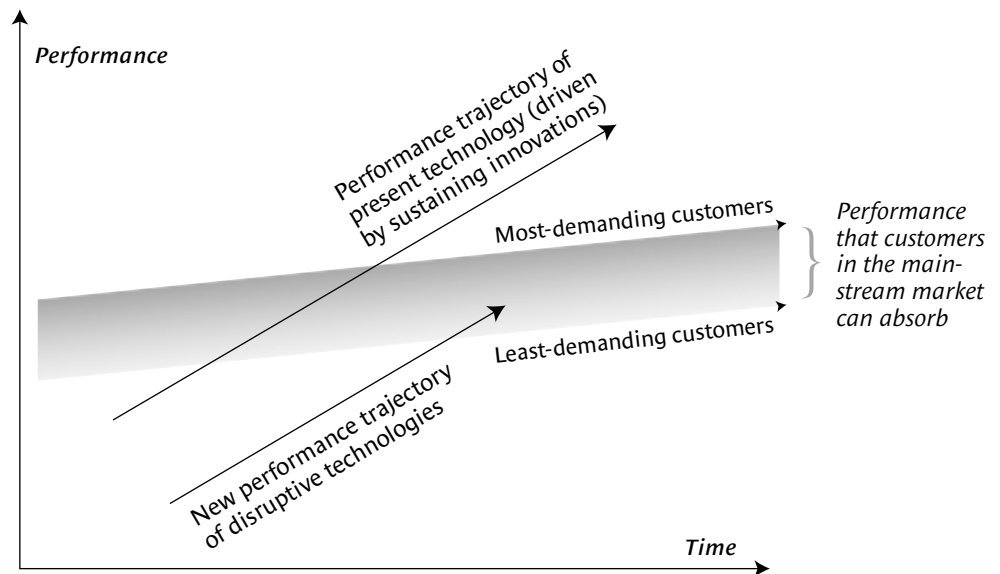 Performance
Performance trajectory of
present technology (driven
by sustaining innovations)
Most-demanding customers
Performance
that customers
in the main-
stream market
can absorb
Least-demanding customers
New performance trajectory
of disruptive technologies
Time